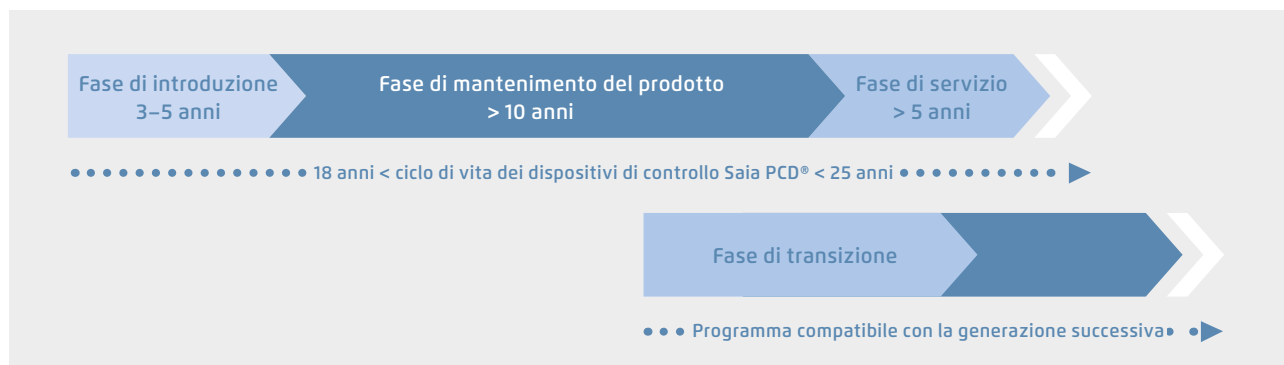 Fase di introduzione
3–5 anni
Fase di mantenimento del prodotto
> 10 anni
Fase di servizio
> 5 anni
18 anni < ciclo di vita dei dispositivi di controllo Saia PCD® < 25 anni
Fase di transizione
Programma compatibile con la generazione successiva